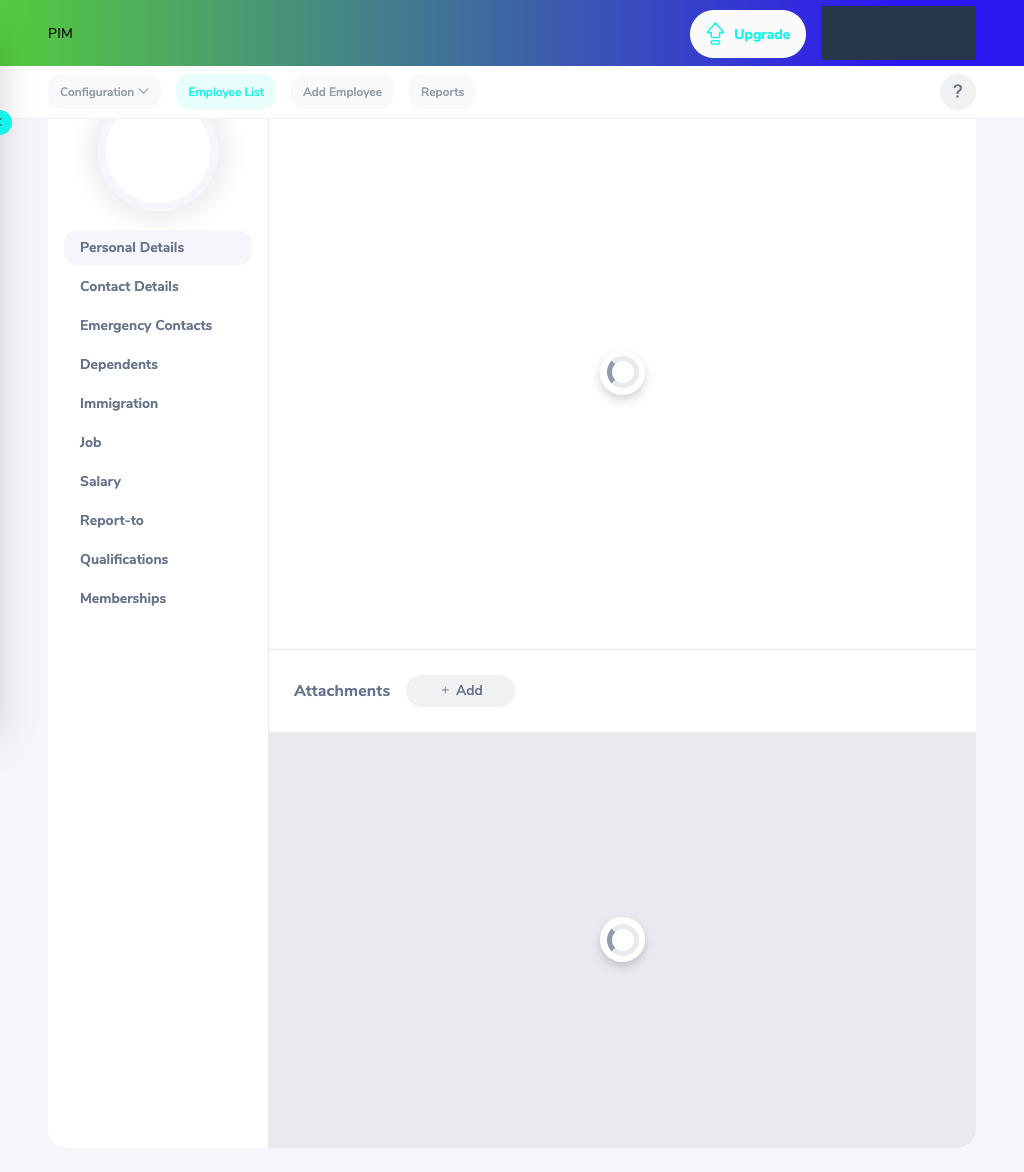 PIM
Upgrade
Configuration
Employee List
Add Employee
Reports
?
Personal Details
Contact Details
Emergency Contacts
Dependents
Immigration
Job
Salary
Report-to
Qualifications
Memberships
Attachments
+ Add